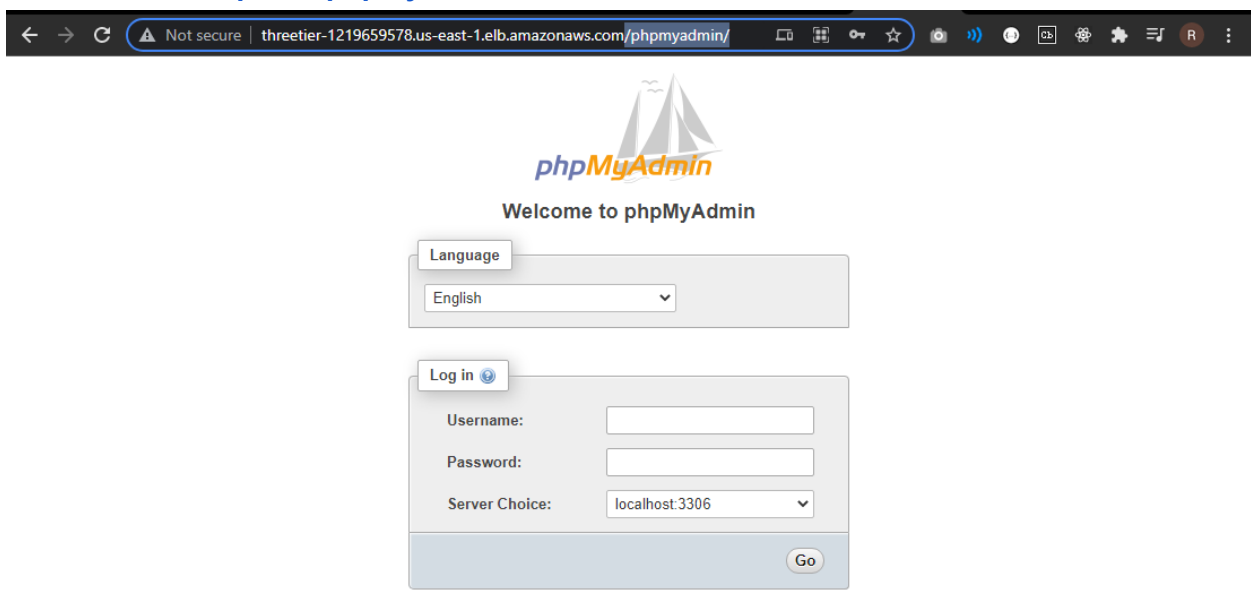 Not secure | threetier-1219659578.us-east-1.elb.amazonaws.com/phpmyadmin/
Cb
R
phpMyAdmin
Welcome to phpMyAdmin
Language
English
Log in
Username:
Password:
Server Choice: localhost:3306
Go